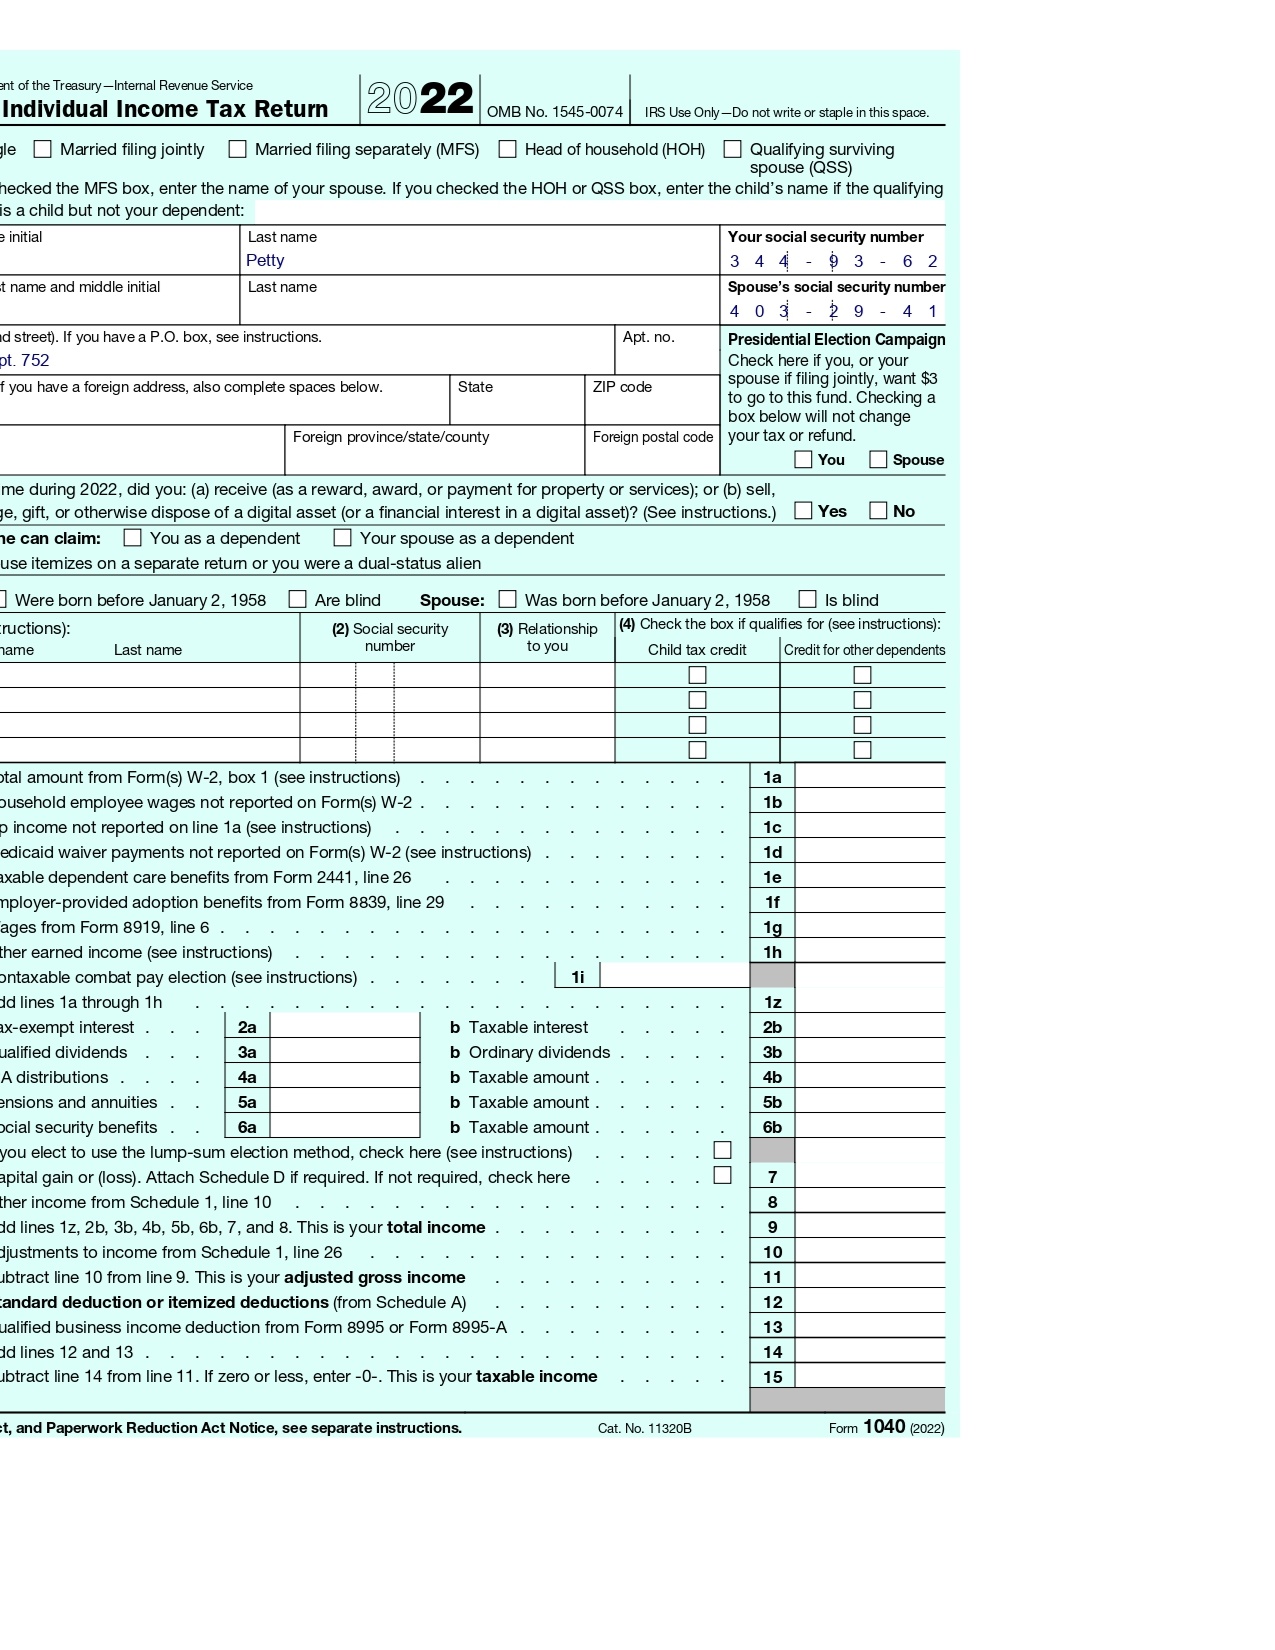 ent of the Treasury—Internal Revenue Service
Individual Income Tax Return
2022
OMB No. 1545-0074
IRS Use Only—Do not write or staple in this space.
gle Married filing jointly Married filing separately (MFS) Head of household (HOH) Qualifying surviving
spouse (QSS)
hecked the MFS box, enter the name of your spouse. If you checked the HOH or QSS box, enter the child's name if the qualifying
is a child but not your dependent:
e initial Last name Your social security number
Petty 3 4 4 - 9 3 - 6 2
t name and middle initial Last name Spouse's social security number
4 0 3 - 2 9 - 4 1
nd street). If you have a P.O. box, see instructions. Apt. no.
pt. 752
Presidential Election Campaign
Check here if you, or your
spouse if filing jointly, want $3
to go to this fund. Checking a
box below will not change
your tax or refund.
You Spouse
f you have a foreign address, also complete spaces below. State ZIP code
Foreign province/state/county Foreign postal code
me during 2022, did you: (a) receive (as a reward, award, or payment for property or services); or (b) sell,
ge, gift, or otherwise dispose of a digital asset (or a financial interest in a digital asset)? (See instructions.) Yes No
ne can claim: You as a dependent Your spouse as a dependent
use itemizes on a separate return or you were a dual-status alien
Were born before January 2, 1958 Are blind Spouse: Was born before January 2, 1958 Is blind
tructions): (2) Social security number (3) Relationship to you (4) Check the box if qualifies for (see instructions):
name Last name Child tax credit Credit for other dependents
otal amount from Form(s) W-2, box 1 (see instructions) . . . . . . . . . . . . . 1a
ousehold employee wages not reported on Form(s) W-2 . . . . . . . . . . . . . 1b
p income not reported on line 1a (see instructions) . . . . . . . . . . . . . . 1c
edicaid waiver payments not reported on Form(s) W-2 (see instructions) . . . . . . . . 1d
axable dependent care benefits from Form 2441, line 26 . . . . . . . . . . . . 1e
mployer-provided adoption benefits from Form 8839, line 29 . . . . . . . . . . . 1f
ages from Form 8919, line 6 . . . . . . . . . . . . . . . . . . . . . 1g
ther earned income (see instructions) . . . . . . . . . . . . . . . . . . 1h
ontaxable combat pay election (see instructions) . . . . . . . 1i
dd lines 1a through 1h . . . . . . . . . . . . . . . . . . . . . . 1z
ax-exempt interest . . . 2a b Taxable interest . . . . . 2b
ualified dividends . . . 3a b Ordinary dividends . . . . . 3b
A distributions . . . . 4a b Taxable amount . . . . . . 4b
ensions and annuities . . 5a b Taxable amount . . . . . . 5b
ocial security benefits . . 6a b Taxable amount . . . . . . 6b
you elect to use the lump-sum election method, check here (see instructions) . . . . .
apital gain or (loss). Attach Schedule D if required. If not required, check here . . . . . 7
ther income from Schedule 1, line 10 . . . . . . . . . . . . . . . . . . 8
dd lines 1z, 2b, 3b, 4b, 5b, 6b, 7, and 8. This is your total income . . . . . . . . . . 9
djustments to income from Schedule 1, line 26 . . . . . . . . . . . . . . . 10
ubtract line 10 from line 9. This is your adjusted gross income . . . . . . . . . . 11
tandard deduction or itemized deductions (from Schedule A) . . . . . . . . . . 12
ualified business income deduction from Form 8995 or Form 8995-A . . . . . . . . . 13
dd lines 12 and 13 . . . . . . . . . . . . . . . . . . . . . . . . 14
ubtract line 14 from line 11. If zero or less, enter -0-. This is your taxable income . . . . . 15
ct, and Paperwork Reduction Act Notice, see separate instructions. Cat. No. 11320B Form 1040 (2022)